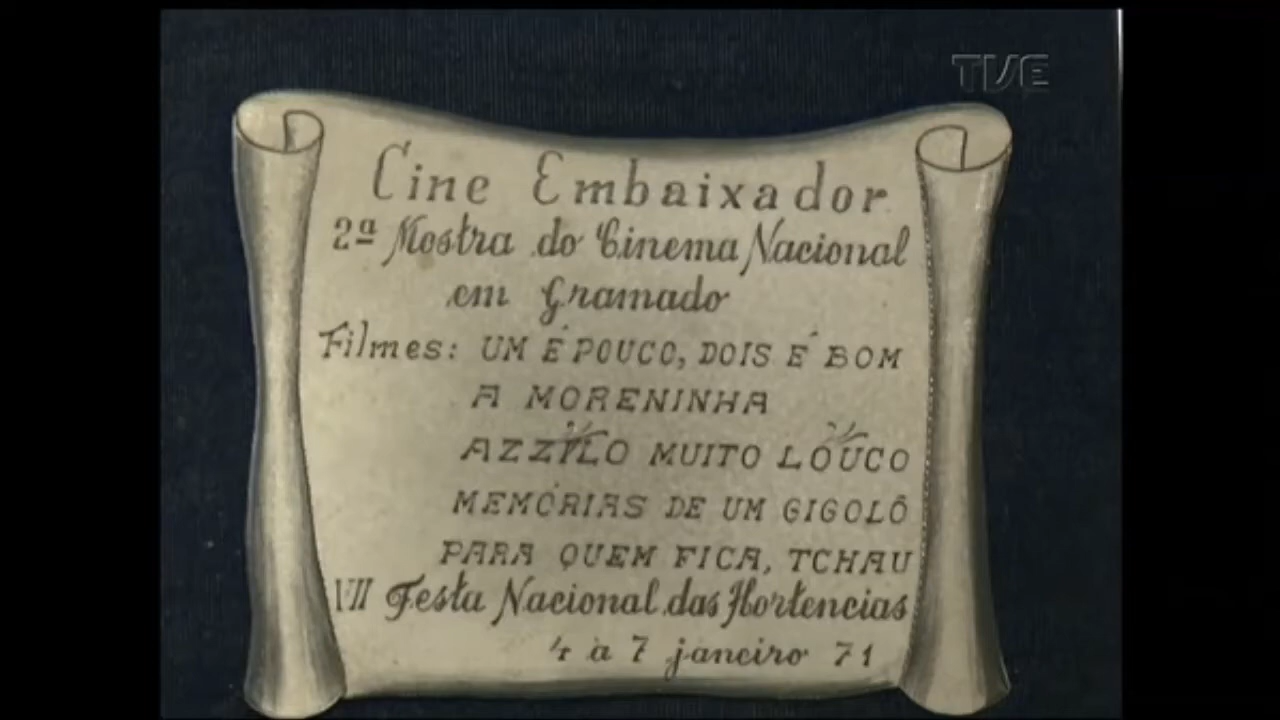 TVE
Cine Embaixador
2ª Mostra do Cinema Nacional
em Gramado
Filmes: UM É POUCO, DOIS É BOM
A MORENINHA
AZZYLO MUITO LOUCO
MEMÓRIAS DE UM GIGOLÔ
PARA QUEM FICA, TCHAU
VII Festa Nacional das Hortencias
4 à 7 janeiro 71